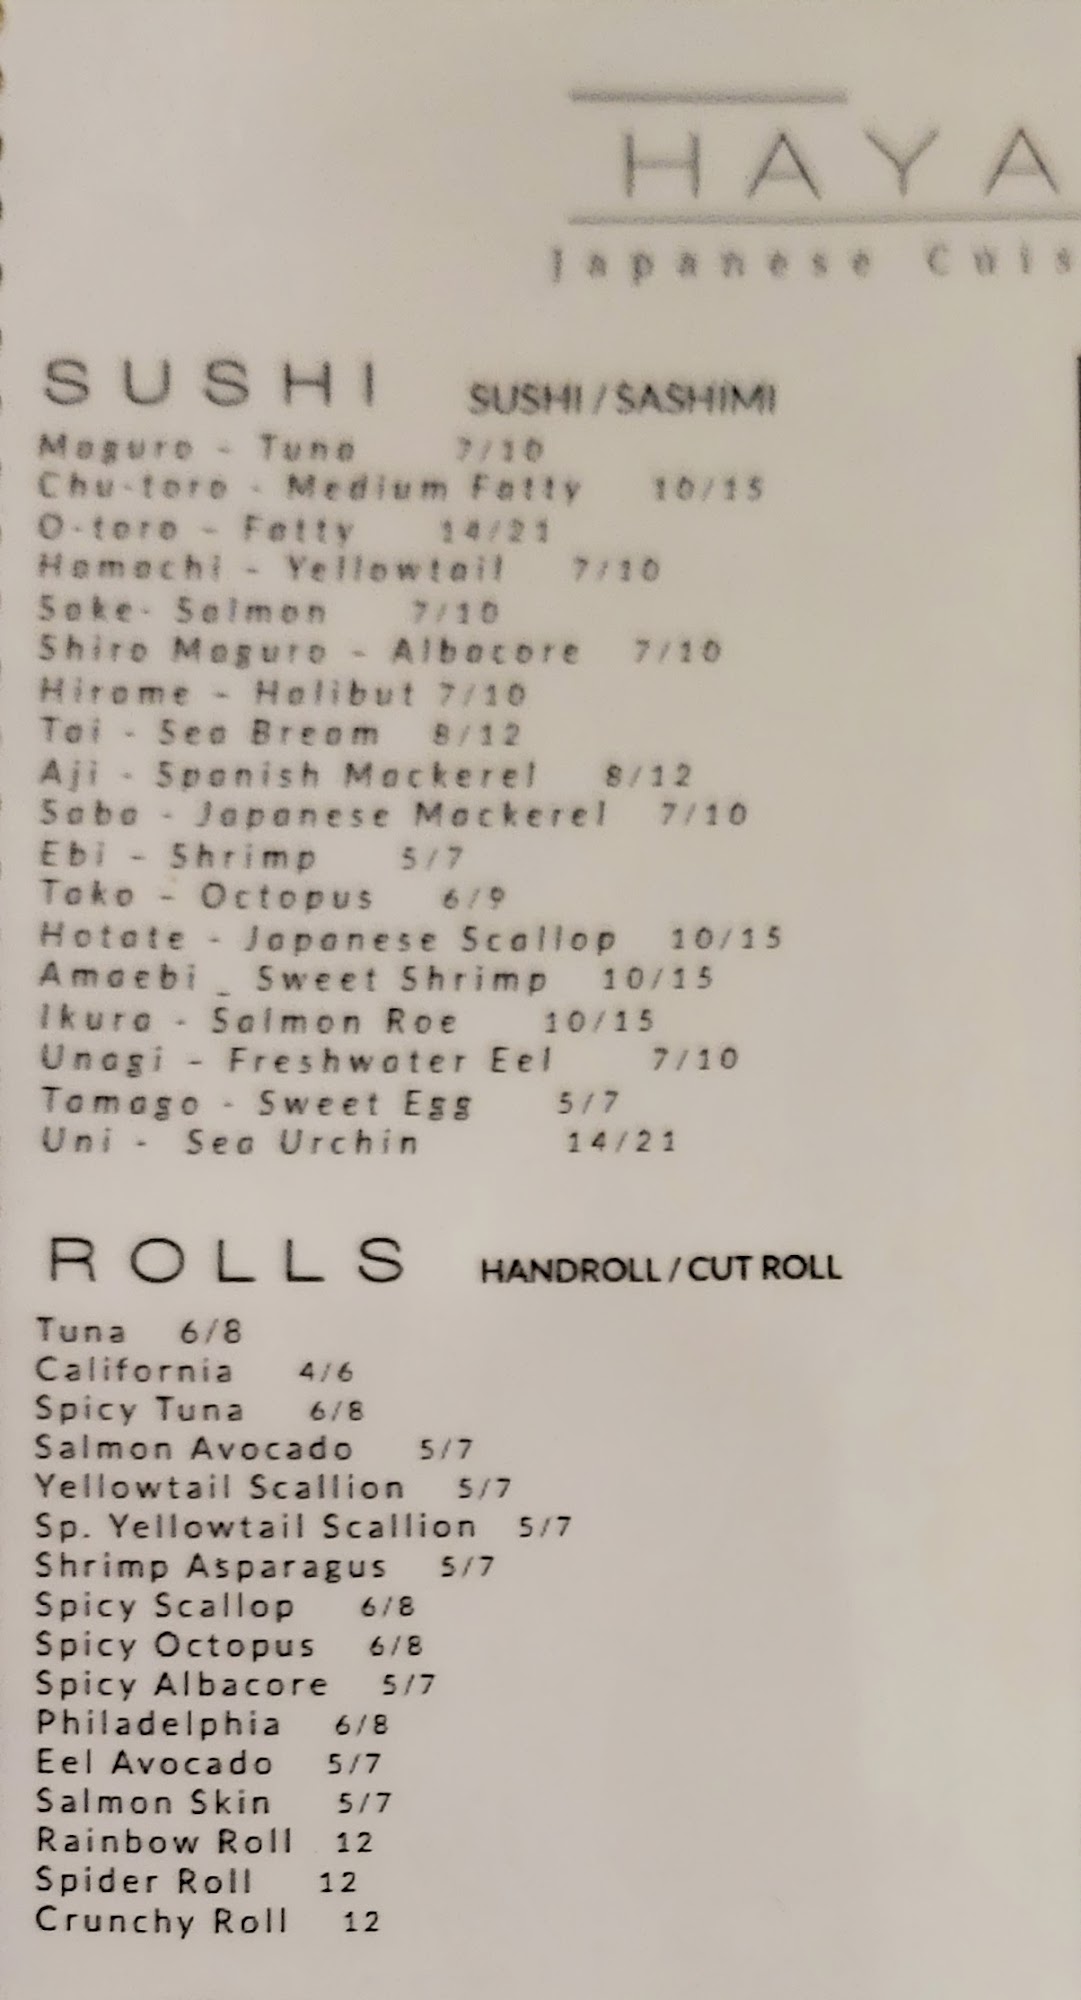 HAYA
Japanese Cuis
SUSHI SUSHI / SASHIMI
Maguro - Tuna 7/10
Chu-toro - Medium Fatty 10/15
O-toro - Fatty 14/21
Hamachi - Yellowtail 7/10
Sake- Salmon 7/10
Shiro Maguro - Albacore 7/10
Hirame - Halibut 7/10
Tai - Sea Bream 8/12
Aji - Spanish Mackerel 8/12
Saba - Japanese Mackerel 7/10
Ebi - Shrimp 5/7
Tako - Octopus 6/9
Hotate - Japanese Scallop 10/15
Amaebi _ Sweet Shrimp 10/15
Ikura - Salmon Roe 10/15
Unagi - Freshwater Eel 7/10
Tamago - Sweet Egg 5/7
Uni - Sea Urchin 14/21
ROLLS HANDROLL / CUT ROLL
Tuna 6/8
California 4/6
Spicy Tuna 6/8
Salmon Avocado 5/7
Yellowtail Scallion 5/7
Sp. Yellowtail Scallion 5/7
Shrimp Asparagus 5/7
Spicy Scallop 6/8
Spicy Octopus 6/8
Spicy Albacore 5/7
Philadelphia 6/8
Eel Avocado 5/7
Salmon Skin 5/7
Rainbow Roll 12
Spider Roll 12
Crunchy Roll 12